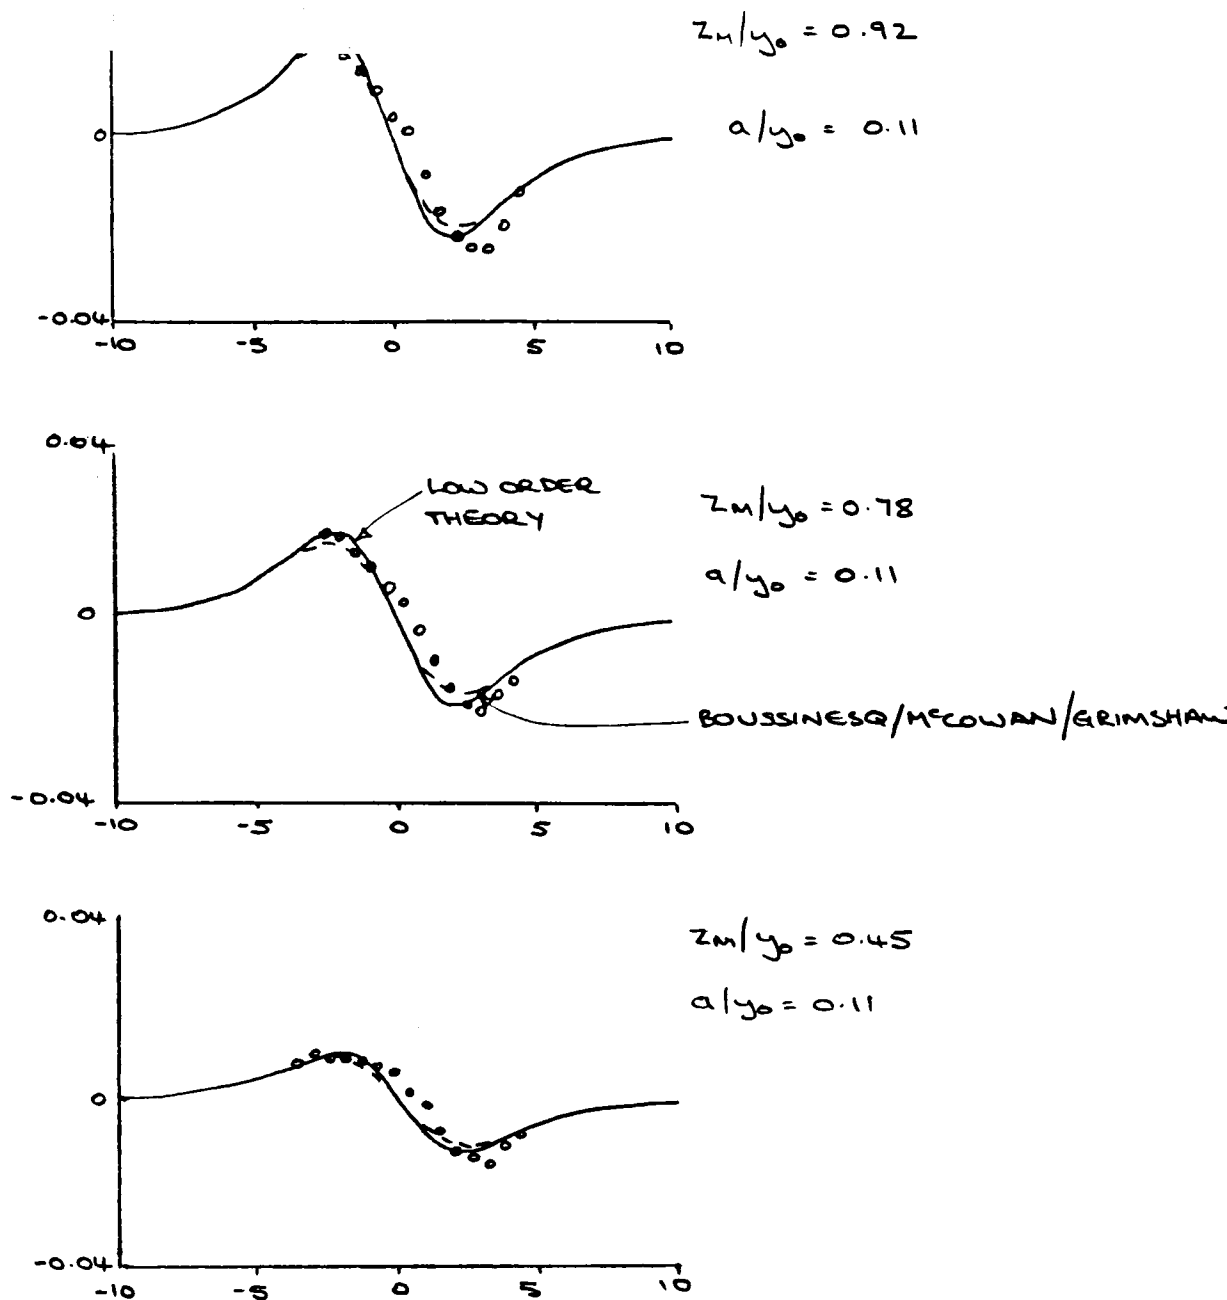 zM/y₀ = 0.92
a/y₀ = 0.11
0
-0.04
-10 -5 0 5 10
0.04
LOW ORDER
THEORY
zM/y₀ = 0.78
a/y₀ = 0.11
0
BOUSSINESQ/McCOWAN/GRIMSHAW
-0.04
-10 -5 0 5 10
0.04
zM/y₀ = 0.45
a/y₀ = 0.11
0
-0.04
-10 -5 0 5 10